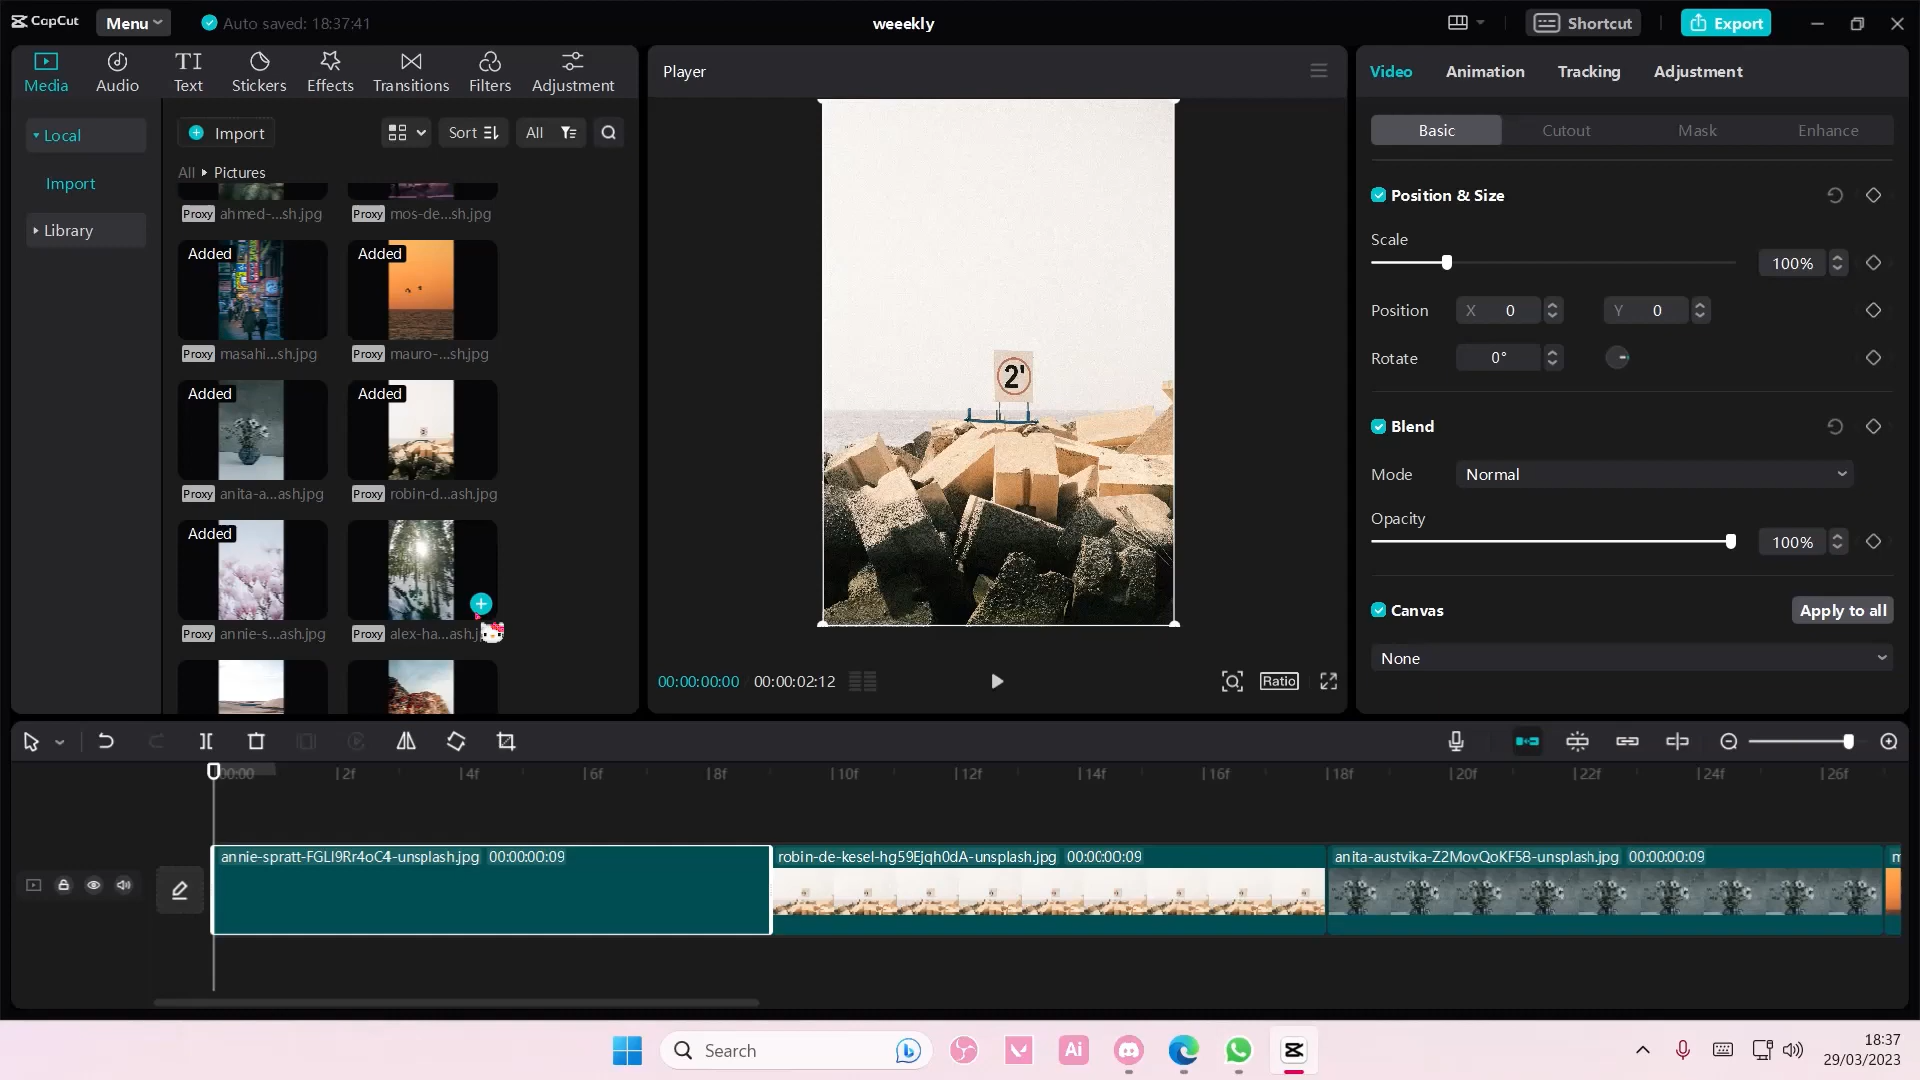 CapCut
Menu
Auto saved: 18:37:41
weeekly
Shortcut
Export
Media
Audio
Text
Stickers
Effects
Transitions
Filters
Adjustment
Local
Import
Library
Import
Sort
All
All Pictures
Proxy ahmed-...sh.jpg
Proxy mos-de...sh.jpg
Added
Added
Proxy masahi...sh.jpg
Proxy mauro-...sh.jpg
Added
Added
Proxy anita-a...ash.jpg
Proxy robin-d...ash.jpg
Added
Proxy annie-s...ash.jpg
Proxy alex-ha...ash.j
Player
2'
00:00:00:00 00:00:02:12
Ratio
Video
Animation
Tracking
Adjustment
Basic
Cutout
Mask
Enhance
Position & Size
Scale
100%
Position X 0 Y 0
Rotate 0°
Blend
Mode Normal
Opacity
100%
Canvas
Apply to all
None
00:00 2f 4f 6f 8f 10f 12f 14f 16f 18f 20f 22f 24f 26f
annie-spratt-FGLl9Rr4oC4-unsplash.jpg 00:00:00:09
robin-de-kesel-hg59Ejqh0dA-unsplash.jpg 00:00:00:09
anita-austvika-Z2MovQoKF58-unsplash.jpg 00:00:00:09
m
Search
Ai
18:37
29/03/2023